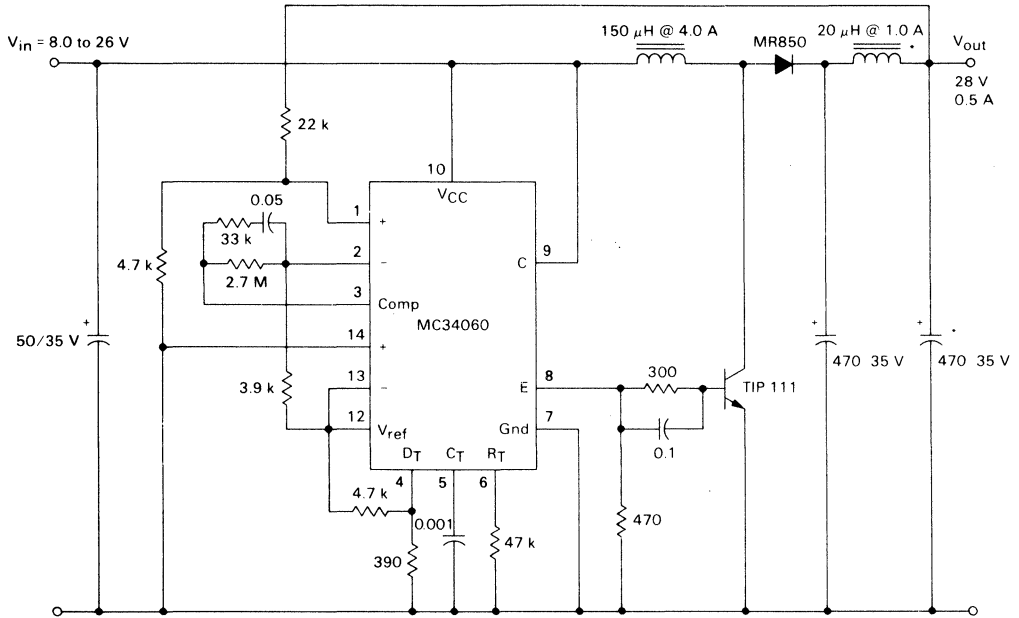 150 μH @ 4.0 A
MR850
20 μH @ 1.0 A
V_in = 8.0 to 26 V
V_out
28 V
0.5 A
22 k
10
V_CC
0.05
1
+
33 k
2
−
9
C
4.7 k
2.7 M
3
Comp
MC34060
+
50/35 V
14
+
+
470 35 V
+
470 35 V
13
−
3.9 k
8
E
300
TIP 111
12
V_ref
7
Gnd
0.1
D_T
C_T
R_T
4
5
6
4.7 k
0.001
470
390
47 k